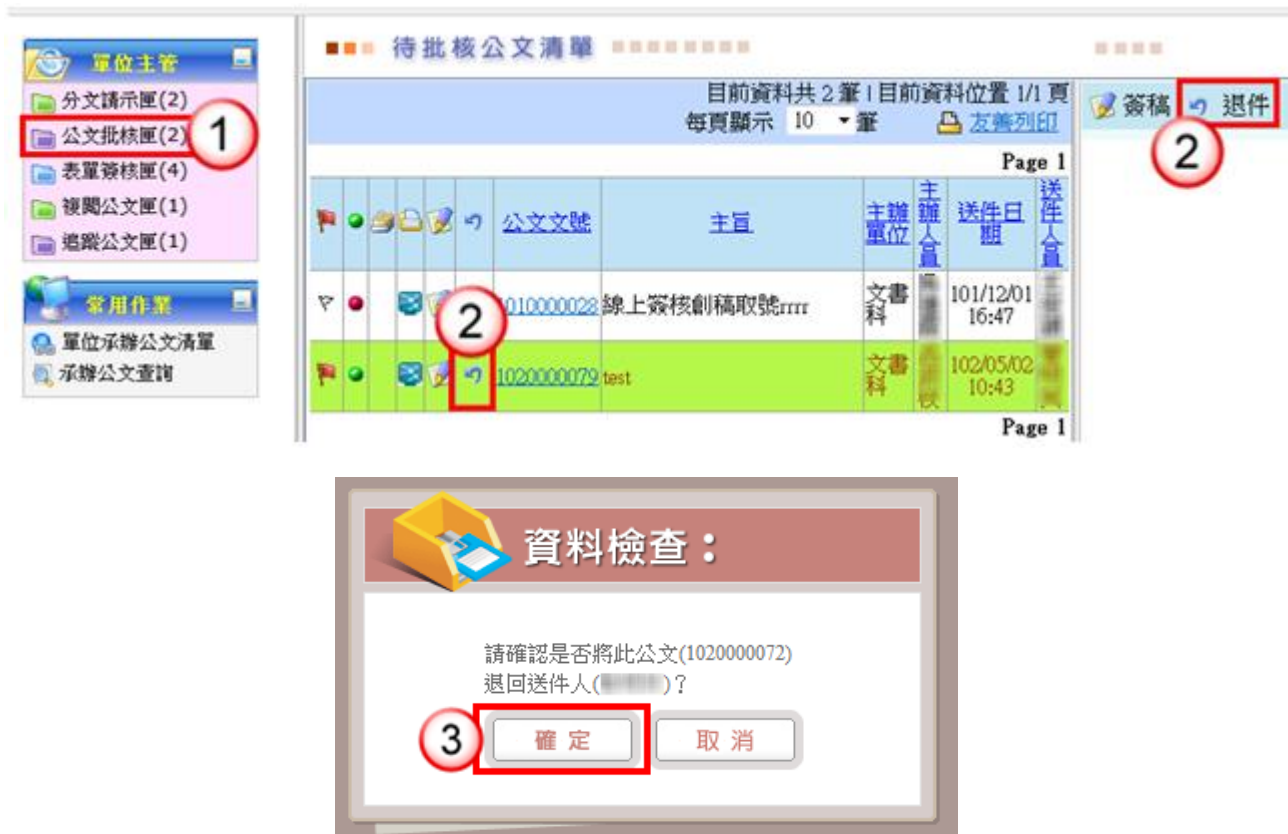 單位主管
分文請示匣(2)
公文批核匣(2)
1
表單簽核匣(4)
複閱公文匣(1)
追蹤公文匣(1)
常用作業
單位承辦公文清單
承辦公文查詢
待批核公文清單
目前資料共 2 筆 | 目前資料位置 1/1 頁
每頁顯示 10 筆 友善列印
Page 1
公文文號 主旨 主辦單位 主辦人員 送件日期 送件人員
1010000028 線上簽核創稿取號rrrr 文書科 101/12/01 16:47
2
1020000079 test 文書科 102/05/02 10:43
Page 1
簽稿 退件
2
資料檢查：
請確認是否將此公文(1020000072)
退回送件人( )？
3
確定 取消